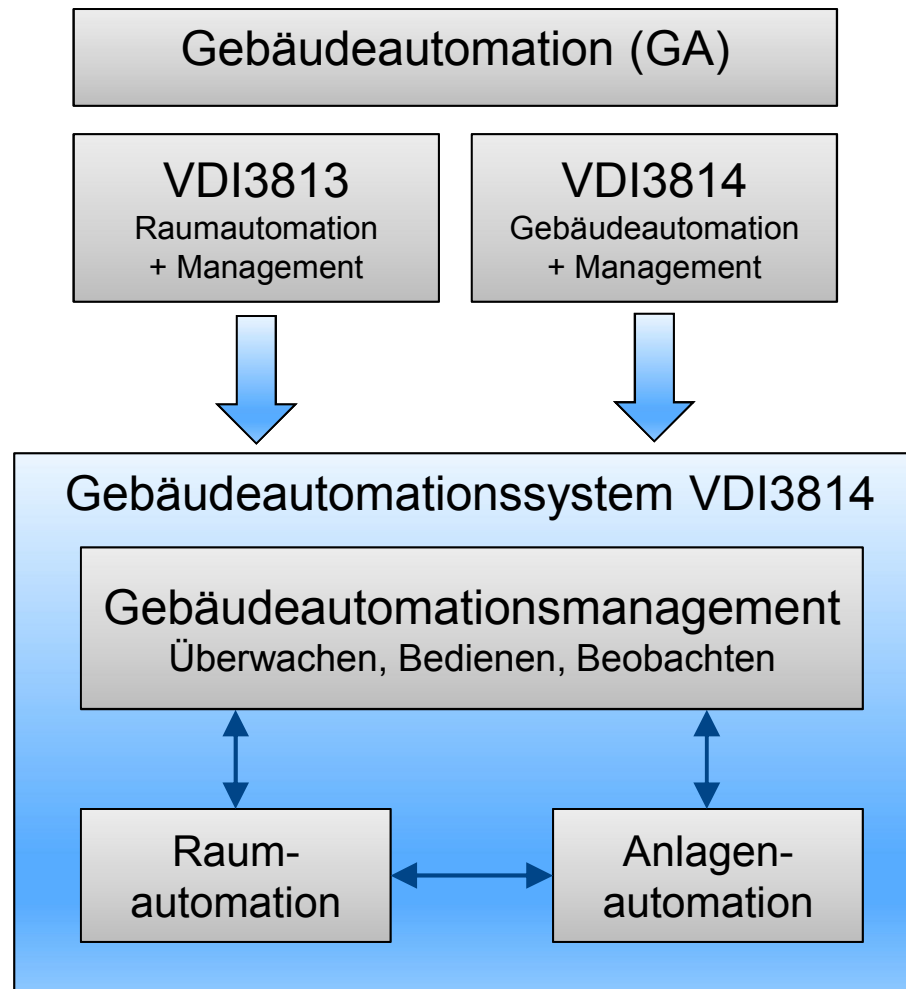 Gebäudeautomation (GA)
VDI3813
Raumautomation
+ Management
VDI3814
Gebäudeautomation
+ Management
Gebäudeautomationssystem VDI3814
Gebäudeautomationsmanagement
Überwachen, Bedienen, Beobachten
Raum-
automation
Anlagen-
automation